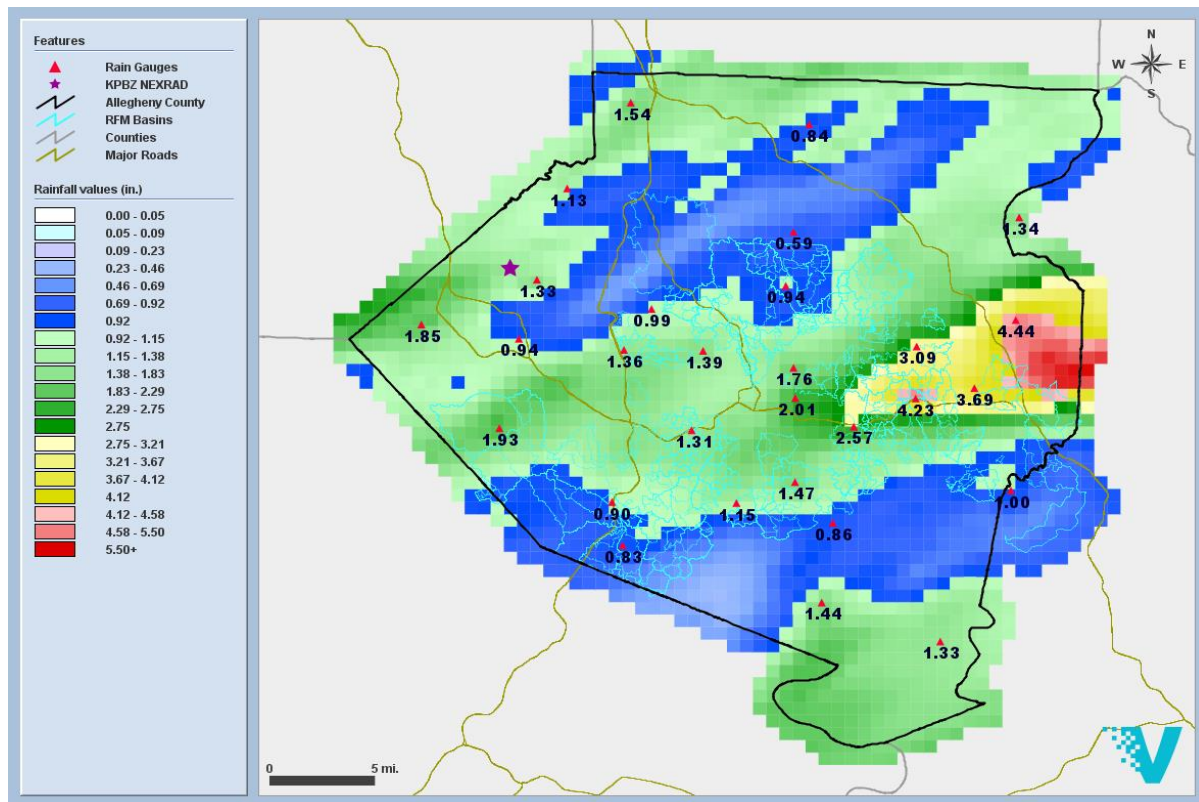 Features
Rain Gauges
KPBZ NEXRAD
Allegheny County
RFM Basins
Counties
Major Roads
Rainfall values (in.)
0.00 - 0.05
0.05 - 0.09
0.09 - 0.23
0.23 - 0.46
0.46 - 0.69
0.69 - 0.92
0.92
0.92 - 1.15
1.15 - 1.38
1.38 - 1.83
1.83 - 2.29
2.29 - 2.75
2.75
2.75 - 3.21
3.21 - 3.67
3.67 - 4.12
4.12
4.12 - 4.58
4.58 - 5.50
5.50+
N
W E
S
1.54
0.84
1.13
1.34
0.59
1.33
0.94
0.99
4.44
1.85
0.94
1.36
1.39
3.09
1.76
3.69
2.01
4.23
1.93
1.31
2.57
1.47
1.00
0.90
1.15
0.86
0.83
1.44
1.33
0 5 mi.
V